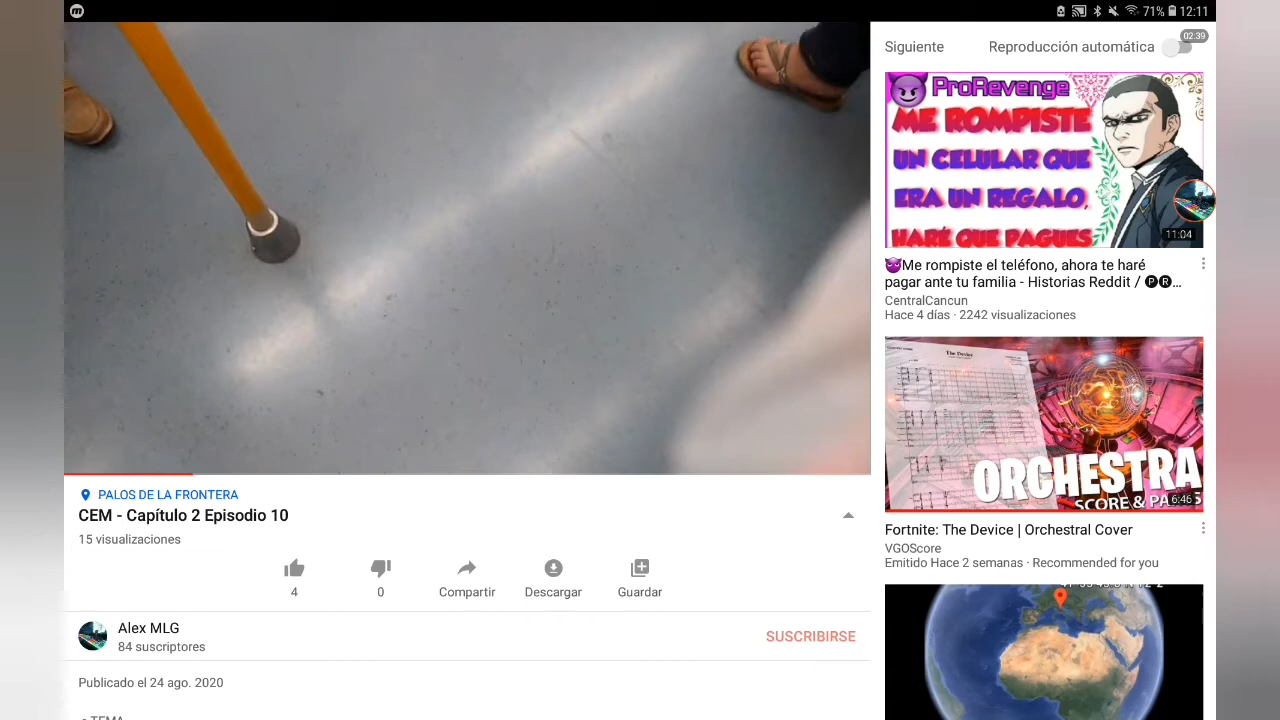 71% 12:11
02:39
Siguiente
Reproducción automática
ProRevenge
ME ROMPISTE
UN CELULAR QUE
ERA UN REGALO,
HARÉ QUE PAGUES
11:04
😈Me rompiste el teléfono, ahora te haré
pagar ante tu familia - Historias Reddit / 🅟🅡...
CentralCancun
Hace 4 días · 2242 visualizaciones
The Device
ORCHESTRA
SCORE & PA
6:46
Fortnite: The Device | Orchestral Cover
VGOScore
Emitido Hace 2 semanas · Recommended for you
PALOS DE LA FRONTERA
CEM - Capítulo 2 Episodio 10
15 visualizaciones
4
0
Compartir
Descargar
Guardar
Alex MLG
84 suscriptores
SUSCRIBIRSE
Publicado el 24 ago. 2020
TEMA